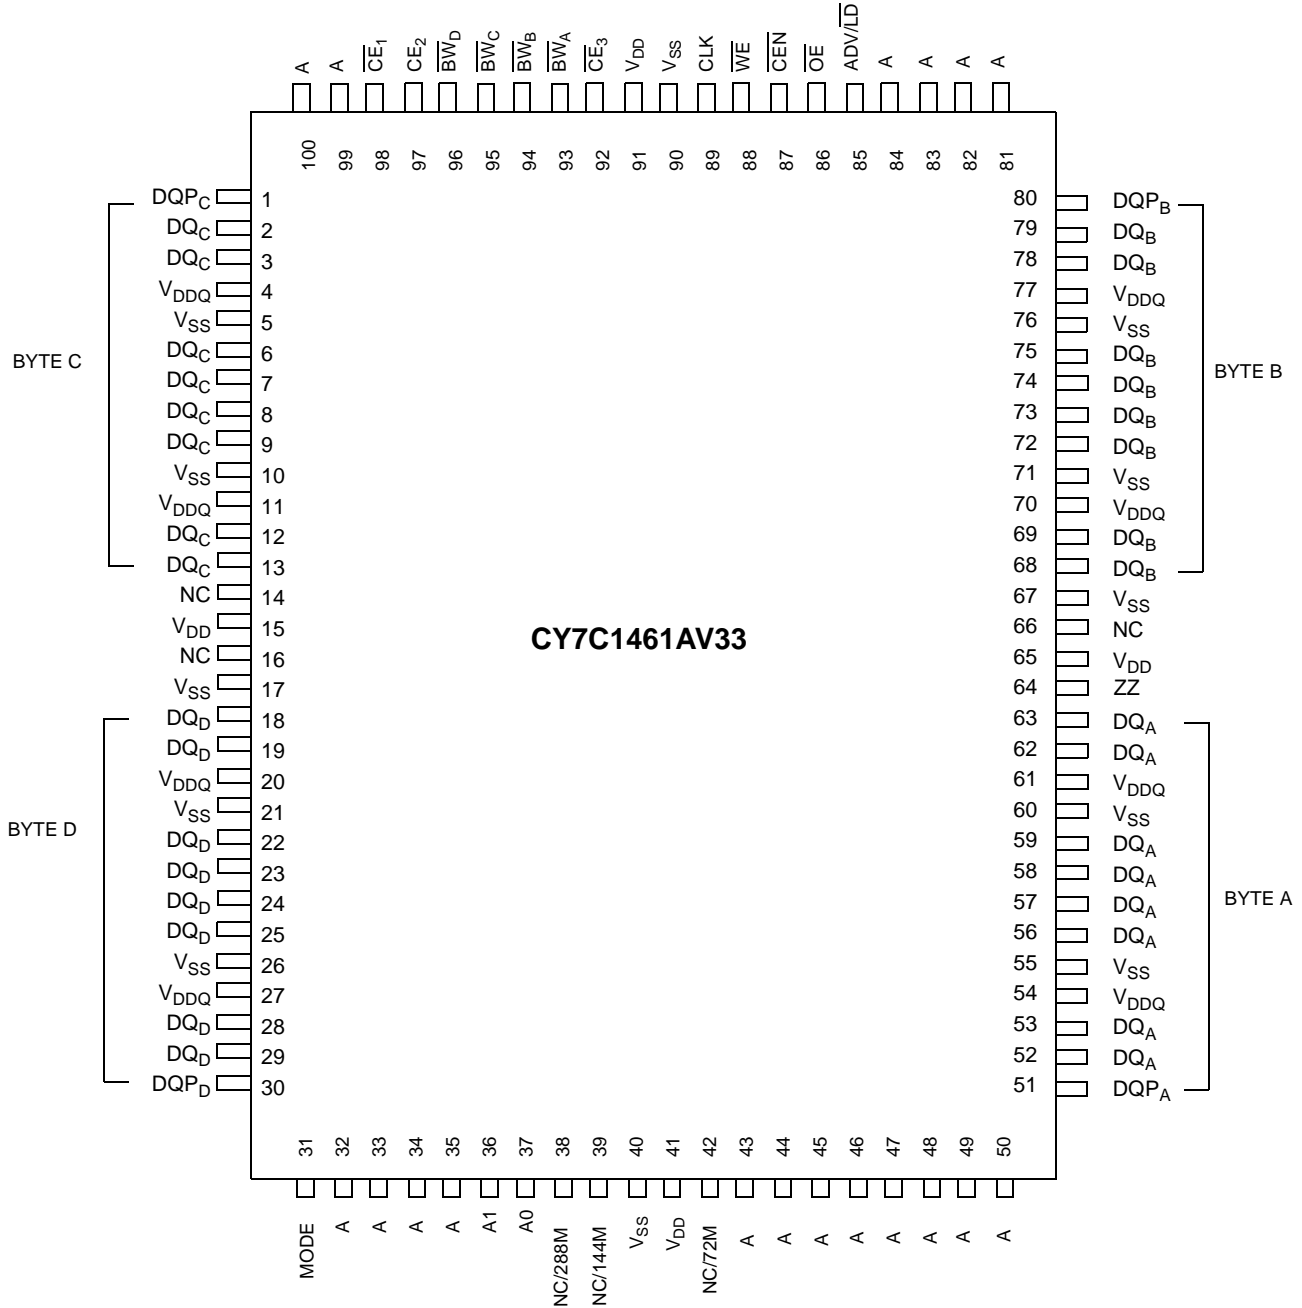 A A CE1 CE2 BWD BWC BWB BWA CE3 VDD VSS CLK WE CEN OE ADV/LD A A A A
100 99 98 97 96 95 94 93 92 91 90 89 88 87 86 85 84 83 82 81
DQPC 1 80 DQPB
DQC 2 79 DQB
DQC 3 78 DQB
VDDQ 4 77 VDDQ
VSS 5 76 VSS
DQC 6 75 DQB
BYTE C DQC 7 74 DQB BYTE B
DQC 8 73 DQB
DQC 9 72 DQB
VSS 10 71 VSS
VDDQ 11 70 VDDQ
DQC 12 69 DQB
DQC 13 68 DQB
NC 14 67 VSS
VDD 15 CY7C1461AV33 66 NC
NC 16 65 VDD
VSS 17 64 ZZ
DQD 18 63 DQA
DQD 19 62 DQA
VDDQ 20 61 VDDQ
VSS 21 60 VSS
BYTE D DQD 22 59 DQA
DQD 23 58 DQA
DQD 24 57 DQA BYTE A
DQD 25 56 DQA
VSS 26 55 VSS
VDDQ 27 54 VDDQ
DQD 28 53 DQA
DQD 29 52 DQA
DQPD 30 51 DQPA
31 32 33 34 35 36 37 38 39 40 41 42 43 44 45 46 47 48 49 50
MODE A A A A A1 A0 NC/288M NC/144M VSS VDD NC/72M A A A A A A A A